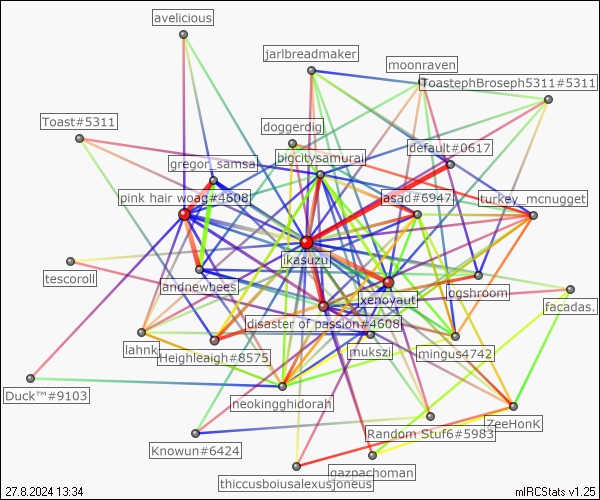 avelicious
jarlbreadmaker
moonraven
ToastephBroseph5311#5311
Toast#5311
doggerdig
default#0617
gregor_samsa
bigcitysamurai
pink hair woag#4608
jasad#6947
turkey_mcnugget
ikasuzu
tescoroll
andnewbees
xenovaut
ogshroom
facadas.
disaster of passion#4608
lahnk
Heighleaigh#8575
mukszi
mingus4742
Duck™#9103
neokingghidorah
Random Stuf6#5983
ZeeHonK
Knowun#6424
gazpachoman
thiccusboiusalexusjoneus
27.8.2024 13:34
mIRCStats v1.25